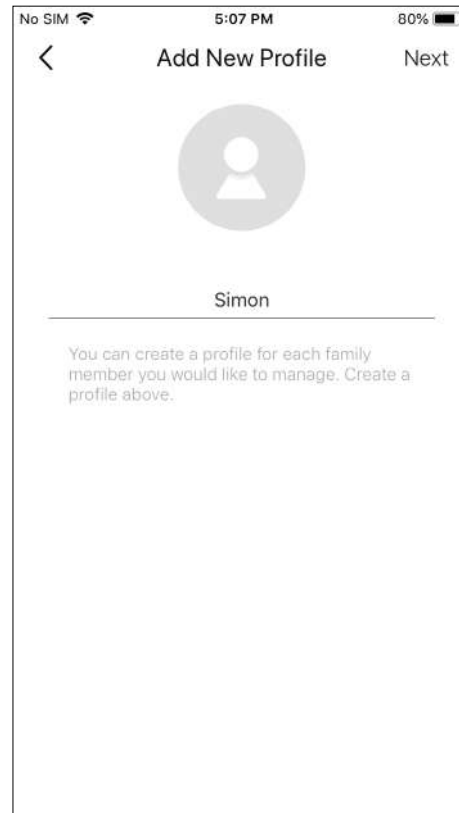 No SIM 5:07 PM 80%
Add New Profile Next
Simon
You can create a profile for each family
member you would like to manage. Create a
profile above.